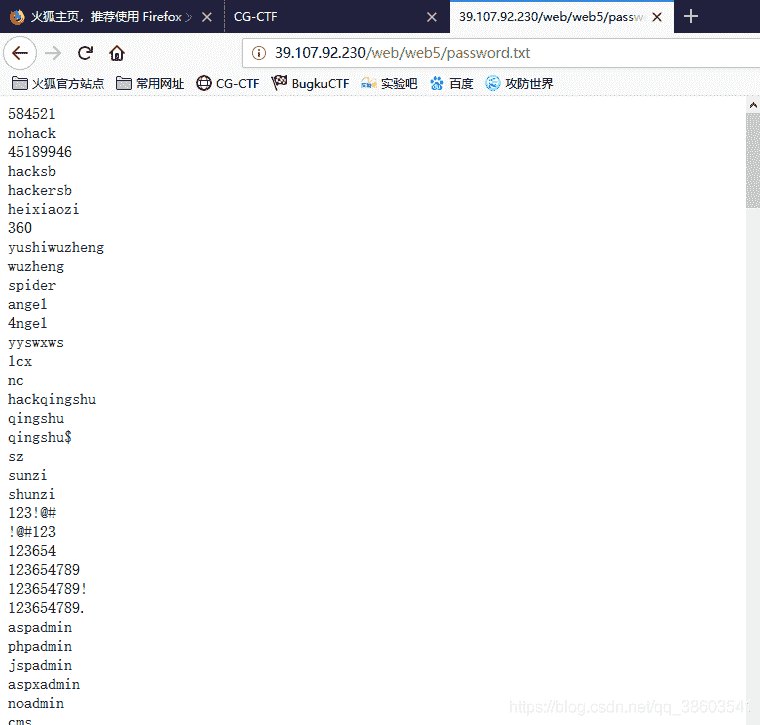 火狐主页，推荐使用 Firefox
CG-CTF
39.107.92.230/web/web5/passw
39.107.92.230/web/web5/password.txt
火狐官方站点 常用网址 CG-CTF BugkuCTF 实验吧 百度 攻防世界
584521
nohack
45189946
hacksb
hackersb
heixiaozi
360
yushiwuzheng
wuzheng
spider
angel
4ngel
yyswxws
1cx
nc
hackqingshu
qingshu
qingshu$
sz
sunzi
shunzi
123!@#
!@#123
123654
123654789
123654789!
123654789.
aspadmin
phpadmin
jspadmin
aspxadmin
noadmin
cms
https://blog.csdn.net/qq_3860354